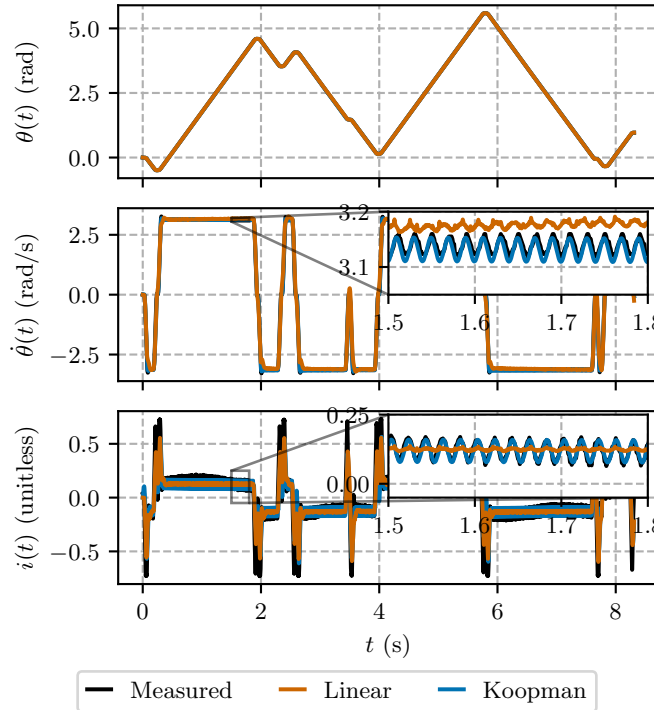 5.0
2.5
0.0
θ(t) (rad)
2.5
0.0
−2.5
θ̇(t) (rad/s)
3.2
3.1
1.5 1.6 1.7 1.8
0.5
0.0
−0.5
i(t) (unitless)
0.25
0.00
1.5 1.6 1.7 1.8
0 2 4 6 8
t (s)
Measured Linear Koopman